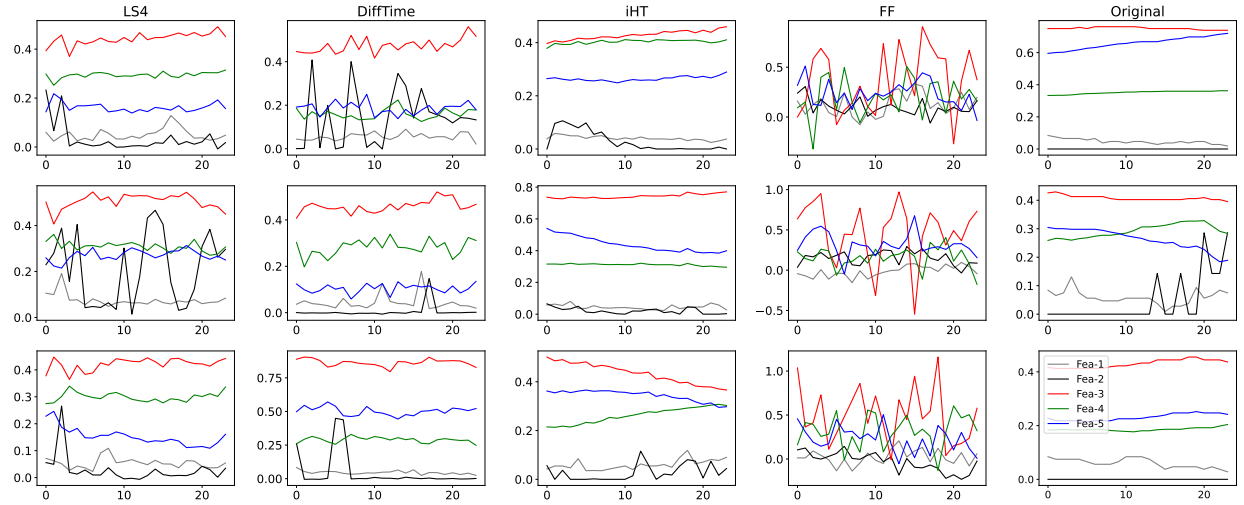 LS4 DiffTime iHT FF Original
0.4 0.2 0.0 0 10 20
0.4 0.2 0.0 0 10 20
0.4 0.2 0.0 0 10 20
0.5 0.0 0 10 20
0.6 0.4 0.2 0.0 0 10 20
0.4 0.2 0.0 0 10 20
0.4 0.2 0.0 0 10 20
0.8 0.6 0.4 0.2 0.0 0 10 20
1.0 0.5 0.0 −0.5 0 10 20
0.4 0.3 0.2 0.1 0.0 0 10 20
0.4 0.3 0.2 0.1 0.0 0 10 20
0.75 0.50 0.25 0.00 0 10 20
0.4 0.2 0.0 0 10 20
1.0 0.5 0.0 0 10 20
0.4 0.2 0.0 0 10 20
Fea-1
Fea-2
Fea-3
Fea-4
Fea-5